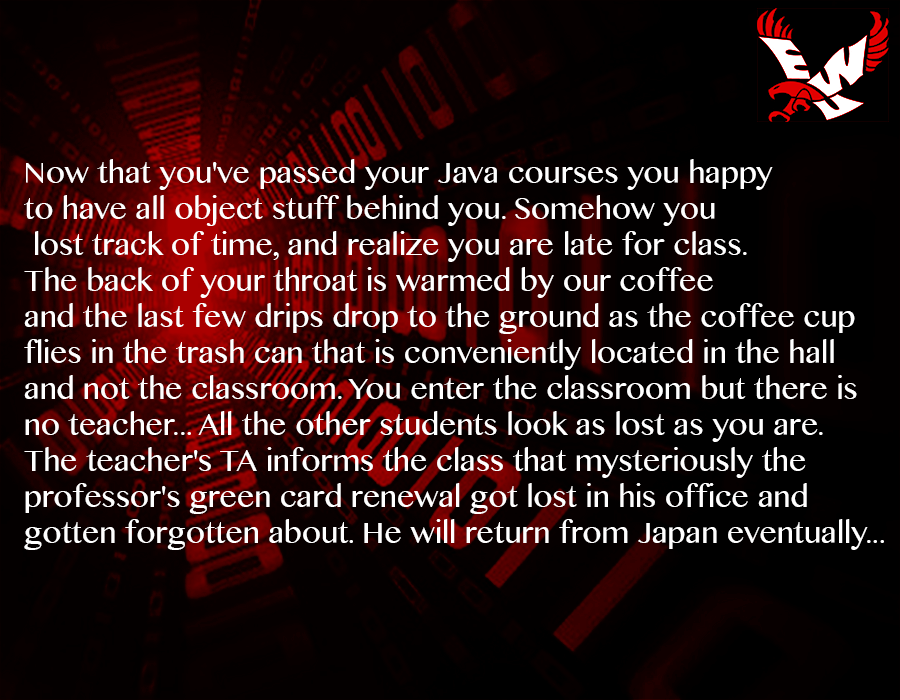 EWU
Now that you've passed your Java courses you happy
to have all object stuff behind you. Somehow you
lost track of time, and realize you are late for class.
The back of your throat is warmed by our coffee
and the last few drips drop to the ground as the coffee cup
flies in the trash can that is conveniently located in the hall
and not the classroom. You enter the classroom but there is
no teacher... All the other students look as lost as you are.
The teacher's TA informs the class that mysteriously the
professor's green card renewal got lost in his office and
gotten forgotten about. He will return from Japan eventually...